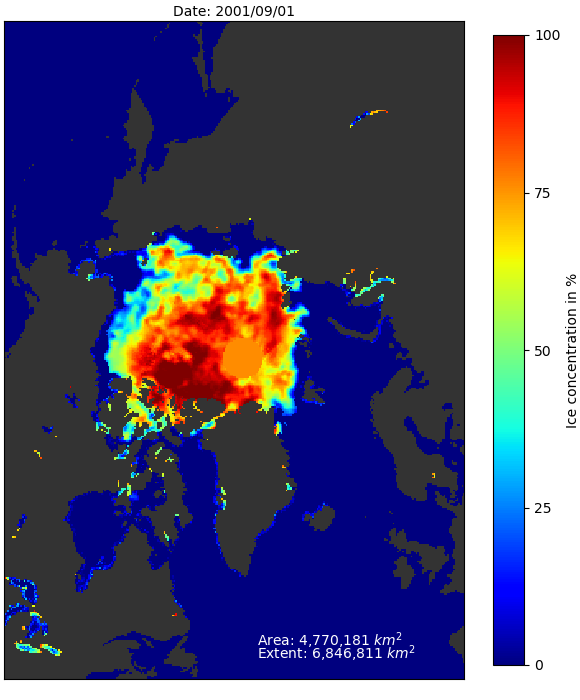 Date: 2001/09/01
100
75
50
25
0
Ice concentration in %
Area: 4,770,181 km²
Extent: 6,846,811 km²